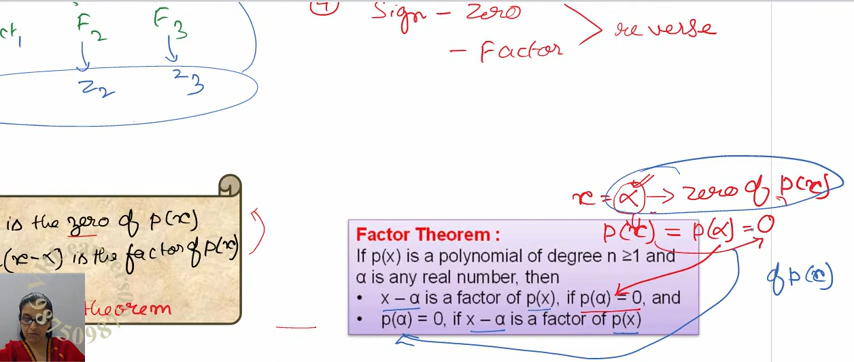 ④ Sign - Zero
- Factor
reverse
F₂ F₃
Z₂ Z₃
is the zero of p(x)
(x-α) is the factor of p(x)
theorem
x = α → zero of p(x)
p(x) = p(α) = 0
of p(x)
Factor Theorem :
If p(x) is a polynomial of degree n ≥1 and
α is any real number, then
• x – α is a factor of p(x), if p(α) = 0, and
• p(α) = 0, if x – α is a factor of p(x)